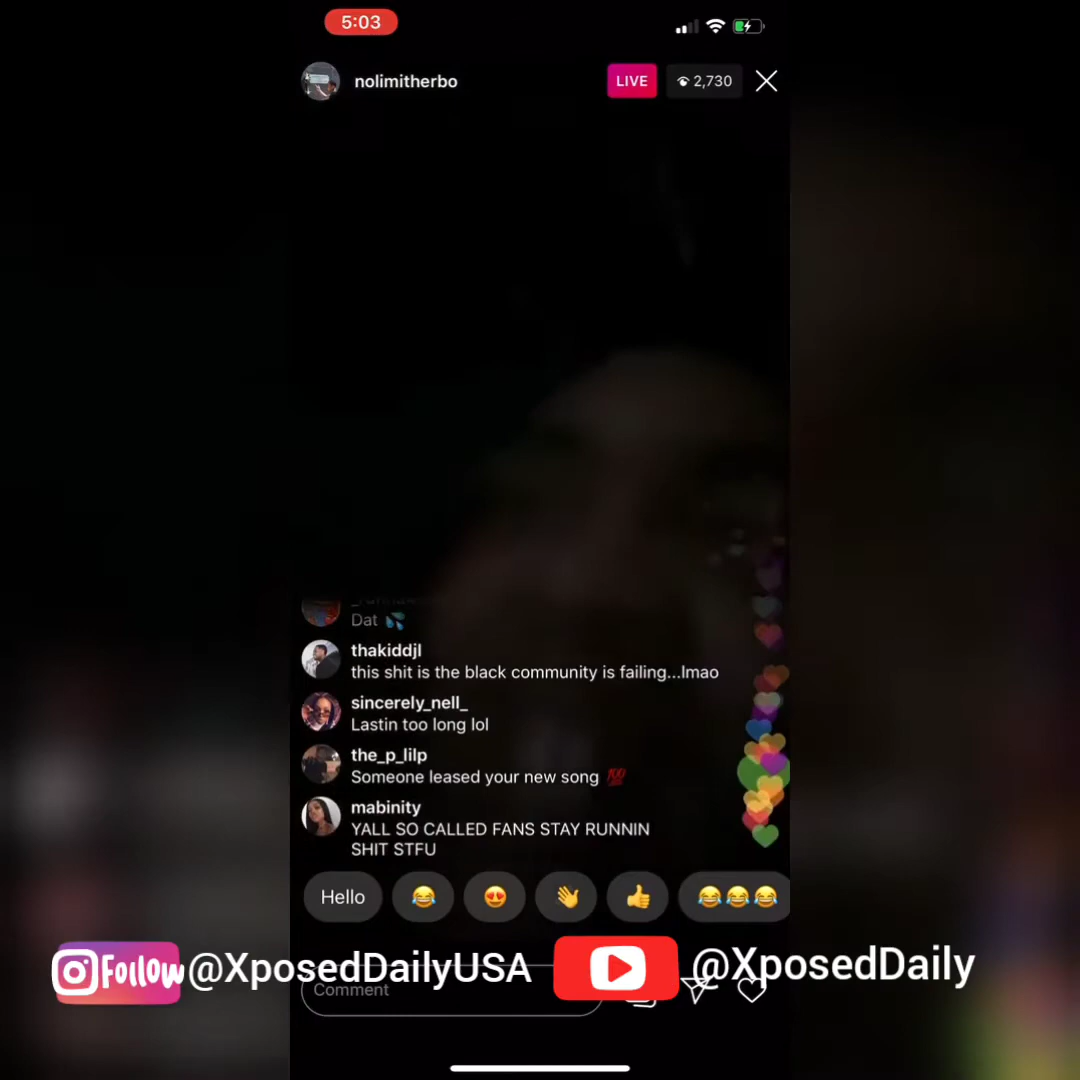 5:03
nolimitherbo
LIVE
2,730
Dat 💦
thakiddjl
this shit is the black community is failing...lmao
sincerely_nell_
Lastin too long lol
the_p_lilp
Someone leased your new song 💯
mabinity
YALL SO CALLED FANS STAY RUNNIN
SHIT STFU
Hello 😂 😍 👋 👍 😂😂😂
Follow @XposedDailyUSA @XposedDaily
Comment